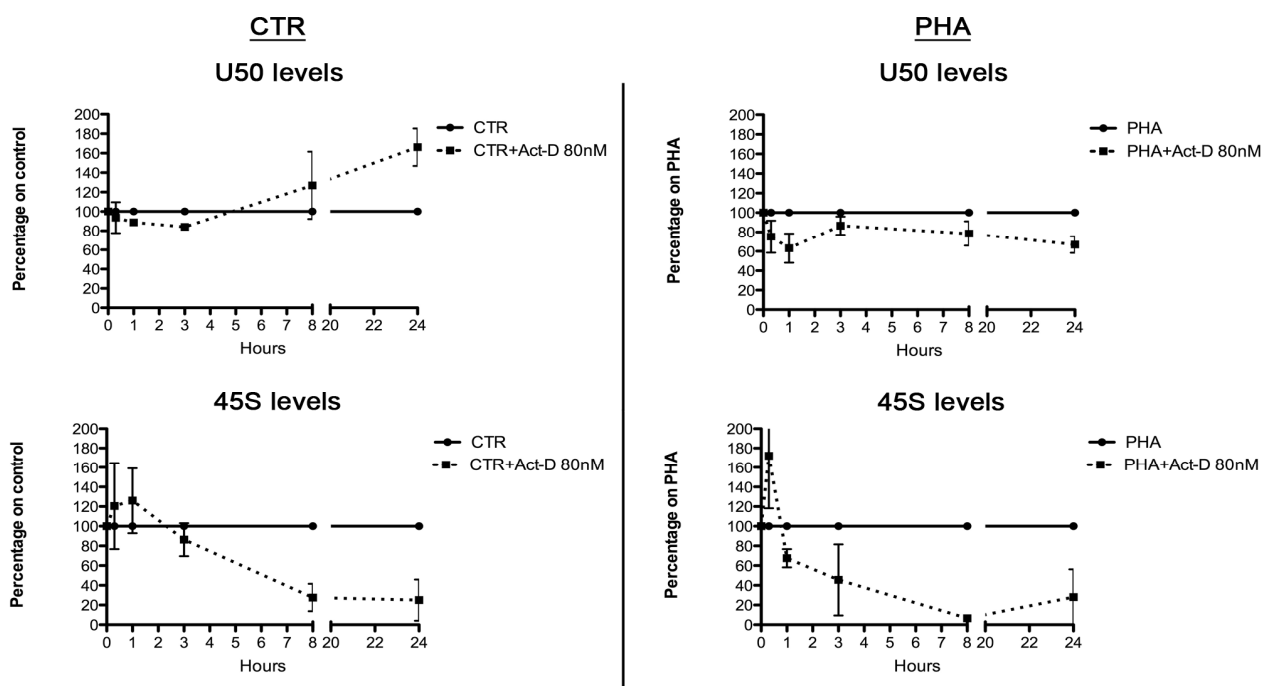 CTR
U50 levels
Percentage on control
200
180
160
140
120
100
80
60
40
20
0
0 1 2 3 4 5 6 7 8 20 22 24
Hours
CTR
CTR+Act-D 80nM
45S levels
Percentage on control
200
180
160
140
120
100
80
60
40
20
0
0 1 2 3 4 5 6 7 8 20 22 24
Hours
CTR
CTR+Act-D 80nM
PHA
U50 levels
Percentage on PHA
200
180
160
140
120
100
80
60
40
20
0
0 1 2 3 4 5 6 7 8 20 22 24
Hours
PHA
PHA+Act-D 80nM
45S levels
Percentage on PHA
200
180
160
140
120
100
80
60
40
20
0
0 1 2 3 4 5 6 7 8 20 22 24
Hours
PHA
PHA+Act-D 80nM